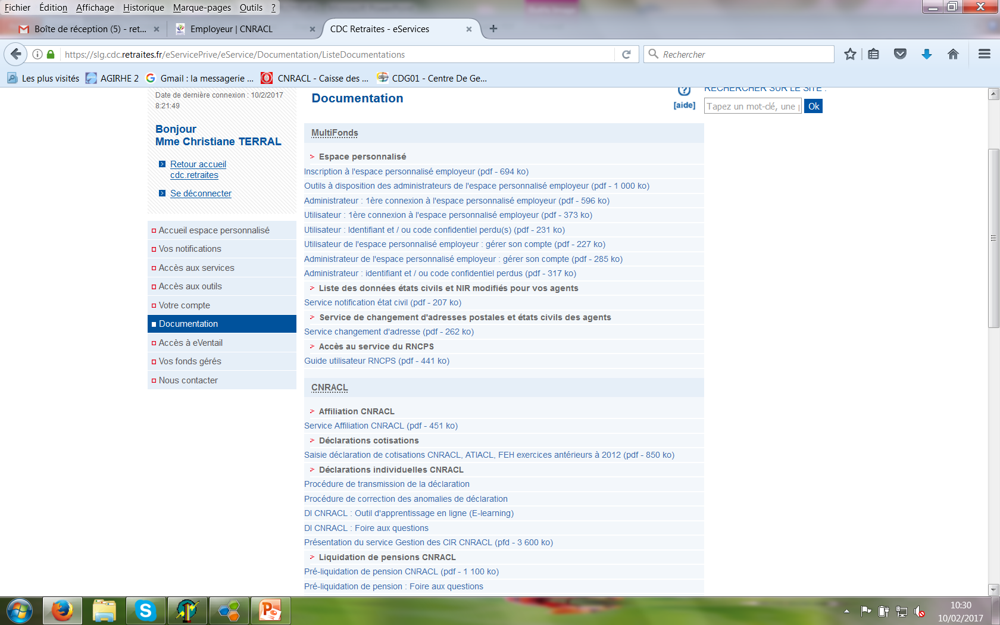 Fichier Édition Affichage Historique Marque-pages Outils ?
Boîte de réception (5) - ret... Employeur | CNRACL CDC Retraites - eServices
https://slg.cdc.retraites.fr/eServicePrive/eService/Documentation/ListeDocumentations Rechercher
Les plus visités AGIRHE 2 Gmail : la messagerie ... CNRACL - Caisse des ... CDG01 - Centre De Ge...
Date de dernière connexion : 10/2/2017
8:21:49
Bonjour
Mme Christiane TERRAL
Retour accueil
cdc.retraites
Se déconnecter
Accueil espace personnalisé
Vos notifications
Accès aux services
Accès aux outils
Votre compte
Documentation
Accès à eVentail
Vos fonds gérés
Nous contacter
Documentation
?
[aide]
RECHERCHER SUR LE SITE :
Tapez un mot-clé, une Ok
MultiFonds
> Espace personnalisé
Inscription à l'espace personnalisé employeur (pdf - 694 ko)
Outils à disposition des administrateurs de l'espace personnalisé employeur (pdf - 1 000 ko)
Administrateur : 1ère connexion à l'espace personnalisé employeur (pdf - 596 ko)
Utilisateur : 1ère connexion à l'espace personnalisé employeur (pdf - 373 ko)
Utilisateur : Identifiant et / ou code confidentiel perdu(s) (pdf - 231 ko)
Utilisateur de l'espace personnalisé employeur : gérer son compte (pdf - 227 ko)
Administrateur de l'espace personnalisé employeur : gérer son compte (pdf - 285 ko)
Administrateur : identifiant et / ou code confidentiel perdus (pdf - 317 ko)
> Liste des données états civils et NIR modifiés pour vos agents
Service notification état civil (pdf - 207 ko)
> Service de changement d'adresses postales et états civils des agents
Service changement d'adresse (pdf - 262 ko)
> Accès au service du RNCPS
Guide utilisateur RNCPS (pdf - 441 ko)
CNRACL
> Affiliation CNRACL
Service Affiliation CNRACL (pdf - 451 ko)
> Déclarations cotisations
Saisie déclaration de cotisations CNRACL, ATIACL, FEH exercices antérieurs à 2012 (pdf - 850 ko)
> Déclarations individuelles CNRACL
Procédure de transmission de la déclaration
Procédure de correction des anomalies de déclaration
DI CNRACL : Outil d'apprentissage en ligne (E-learning)
DI CNRACL : Foire aux questions
Présentation du service Gestion des CIR CNRACL (pfd - 3 600 ko)
> Liquidation de pensions CNRACL
Pré-liquidation de pension CNRACL (pdf - 1 100 ko)
Pré-liquidation de pension : Foire aux questions
10:30
10/02/2017